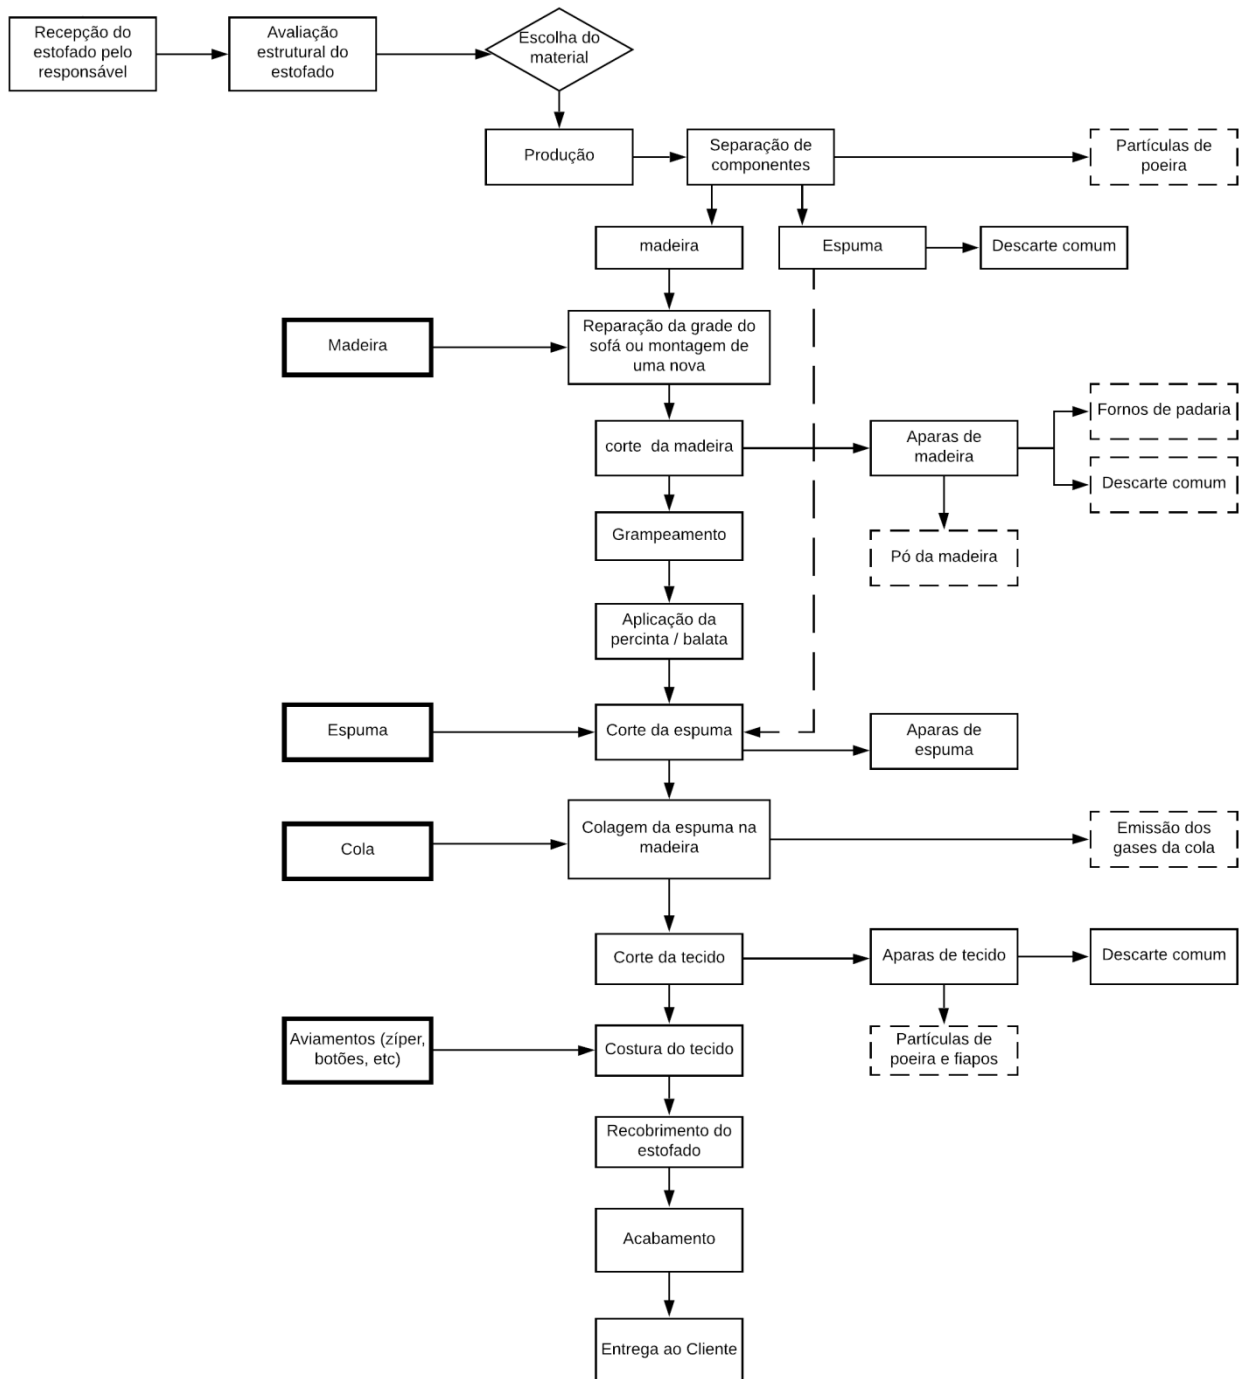 Recepção do
estofado pelo
responsável
Avaliação
estrutural do
estofado
Escolha do
material
Produção
Separação de
componentes
Partículas de
poeira
madeira
Espuma
Descarte comum
Madeira
Reparação da grade do
sofá ou montagem de
uma nova
Fornos de padaria
corte  da madeira
Aparas de
madeira
Descarte comum
Grampeamento
Pó da madeira
Aplicação da
percinta / balata
Espuma
Corte da espuma
Aparas de
espuma
Cola
Colagem da espuma na
madeira
Emissão dos
gases da cola
Corte da tecido
Aparas de tecido
Descarte comum
Aviamentos (zíper,
botões, etc)
Costura do tecido
Partículas de
poeira e fiapos
Recobrimento do
estofado
Acabamento
Entrega ao Cliente